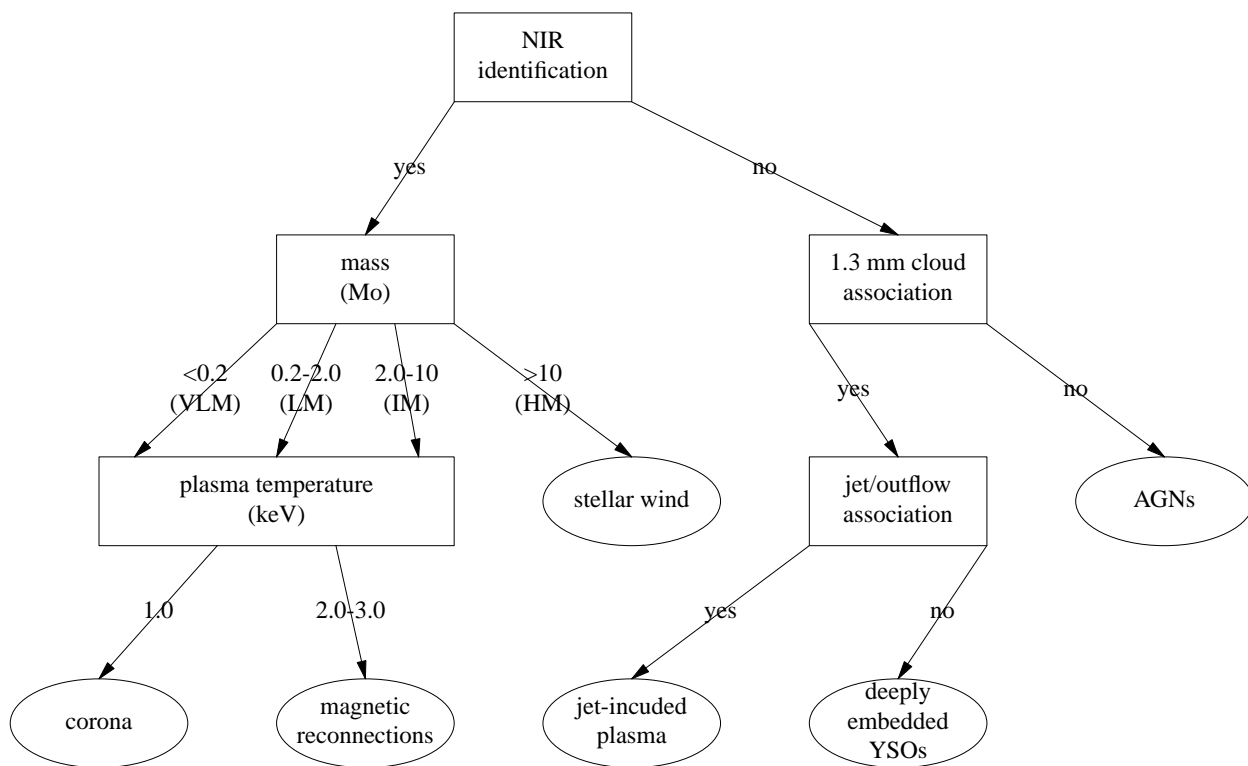 NIR
identification
yes
no
mass
(Mo)
1.3 mm cloud
association
<0.2
(VLM)
0.2-2.0
(LM)
2.0-10
(IM)
>10
(HM)
yes
no
plasma temperature
(keV)
stellar wind
jet/outflow
association
AGNs
1.0
2.0-3.0
yes
no
corona
magnetic
reconnections
jet-incuded
plasma
deeply
embedded
YSOs